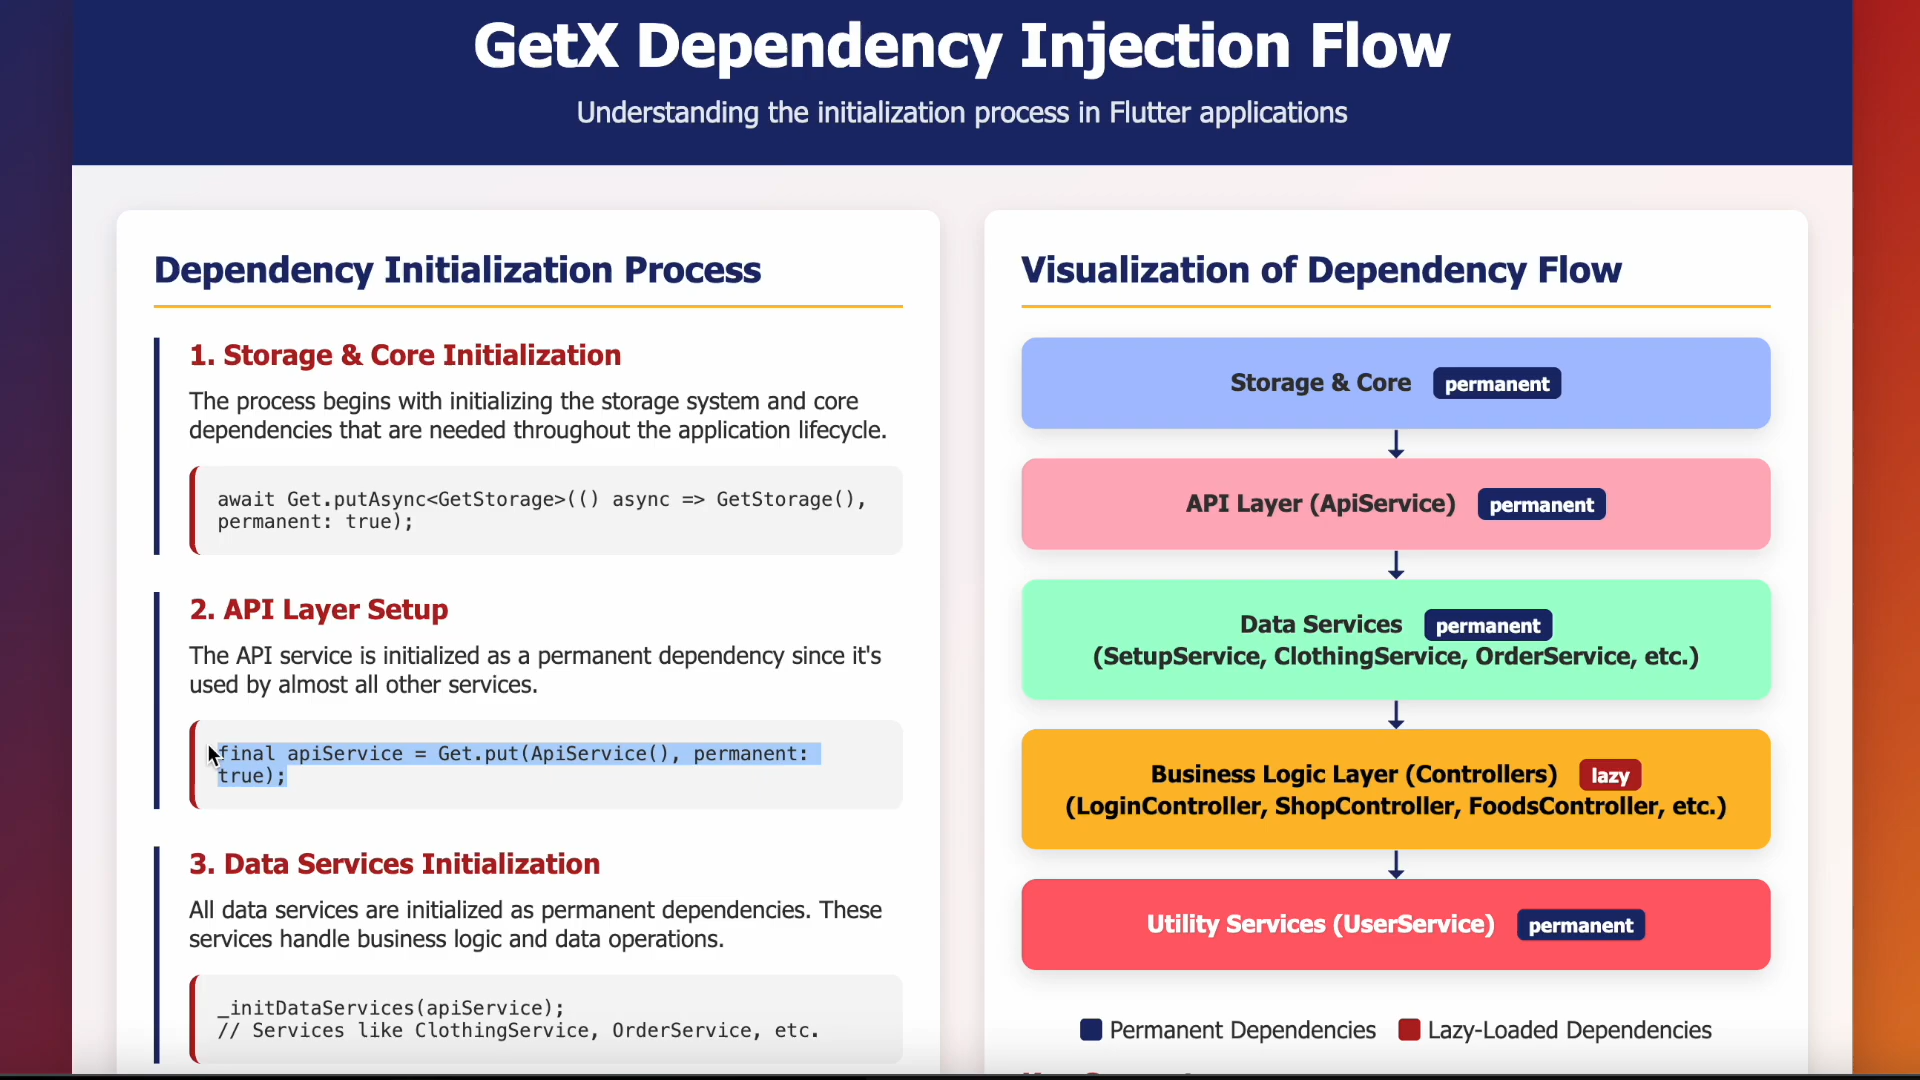 GetX Dependency Injection Flow
Understanding the initialization process in Flutter applications
Dependency Initialization Process
1. Storage & Core Initialization
The process begins with initializing the storage system and core
dependencies that are needed throughout the application lifecycle.
await Get.putAsync<GetStorage>(() async => GetStorage(),
permanent: true);
2. API Layer Setup
The API service is initialized as a permanent dependency since it's
used by almost all other services.
final apiService = Get.put(ApiService(), permanent:
true);
3. Data Services Initialization
All data services are initialized as permanent dependencies. These
services handle business logic and data operations.
_initDataServices(apiService);
// Services like ClothingService, OrderService, etc.
Visualization of Dependency Flow
Storage & Core permanent
API Layer (ApiService) permanent
Data Services permanent
(SetupService, ClothingService, OrderService, etc.)
Business Logic Layer (Controllers) lazy
(LoginController, ShopController, FoodsController, etc.)
Utility Services (UserService) permanent
Permanent Dependencies Lazy-Loaded Dependencies